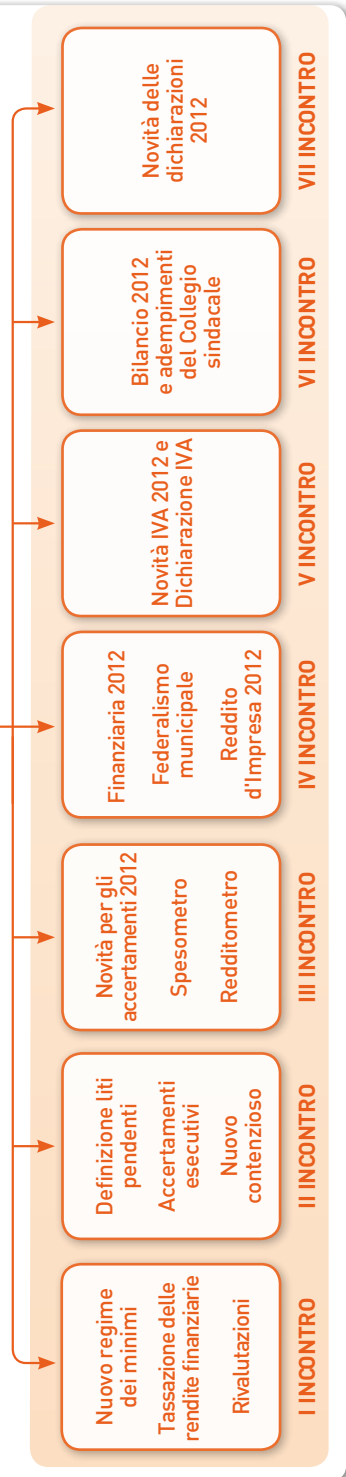 Nuovo regime
dei minimi
Tassazione delle
rendite finanziarie
Rivalutazioni
I INCONTRO
Definizione liti
pendenti
Accertamenti
esecutivi
Nuovo
contenzioso
II INCONTRO
Novità per gli
accertamenti 2012
Spesometro
Redditometro
III INCONTRO
Finanziaria 2012
Federalismo
municipale
Reddito
d'Impresa 2012
IV INCONTRO
Novità IVA 2012 e
Dichiarazione IVA
V INCONTRO
Bilancio 2012
e adempimenti
del Collegio
sindacale
VI INCONTRO
Novità delle
dichiarazioni
2012
VII INCONTRO